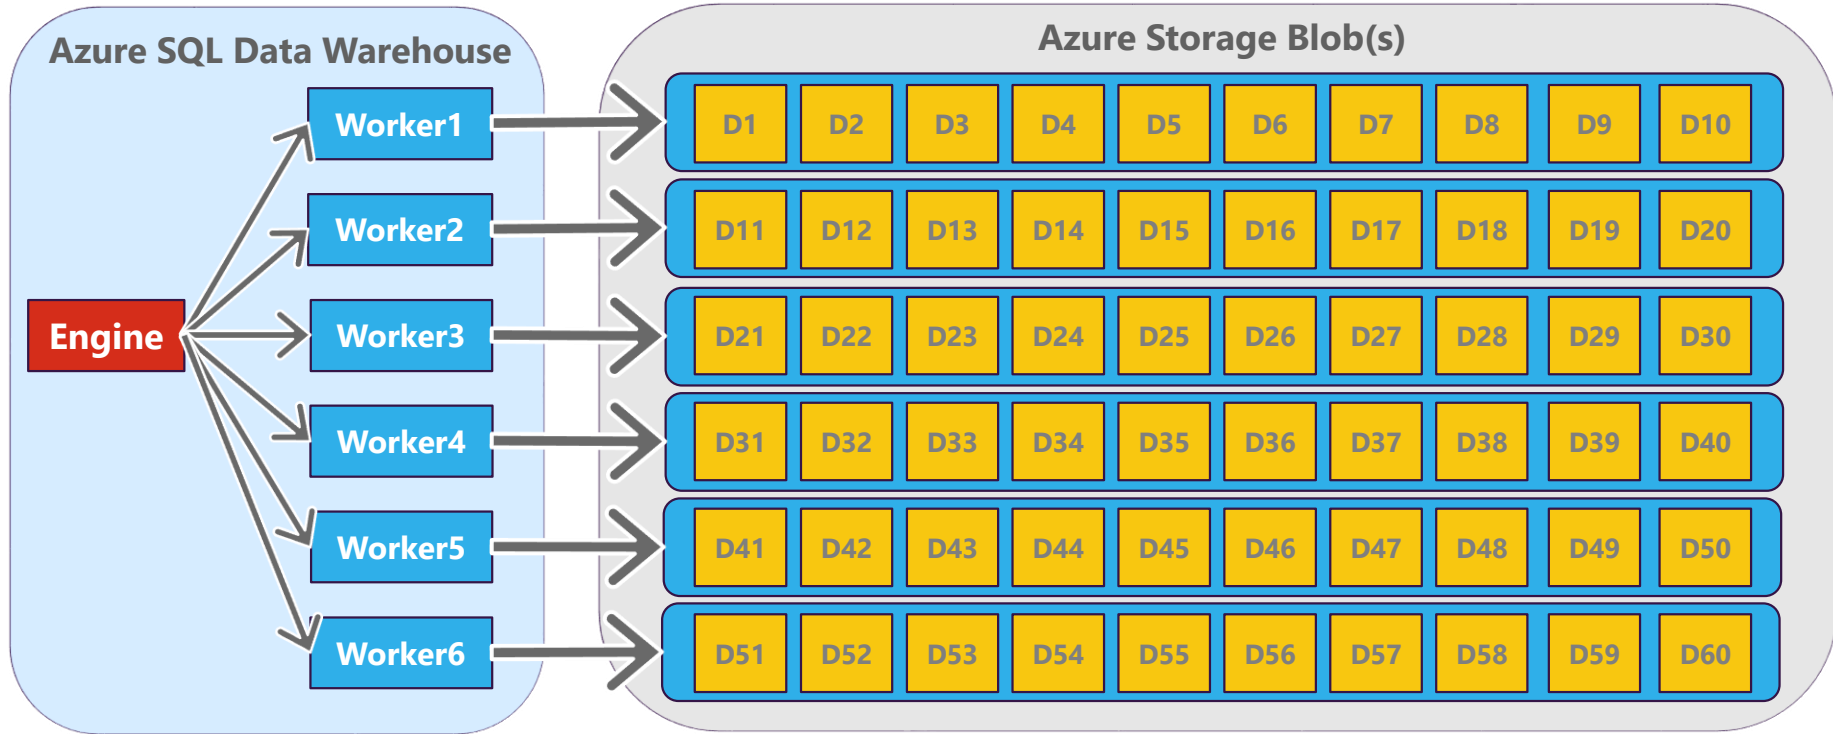 Azure SQL Data Warehouse
Azure Storage Blob(s)
Worker1
D1 D2 D3 D4 D5 D6 D7 D8 D9 D10
Worker2
D11 D12 D13 D14 D15 D16 D17 D18 D19 D20
Engine
Worker3
D21 D22 D23 D24 D25 D26 D27 D28 D29 D30
Worker4
D31 D32 D33 D34 D35 D36 D37 D38 D39 D40
Worker5
D41 D42 D43 D44 D45 D46 D47 D48 D49 D50
Worker6
D51 D52 D53 D54 D55 D56 D57 D58 D59 D60